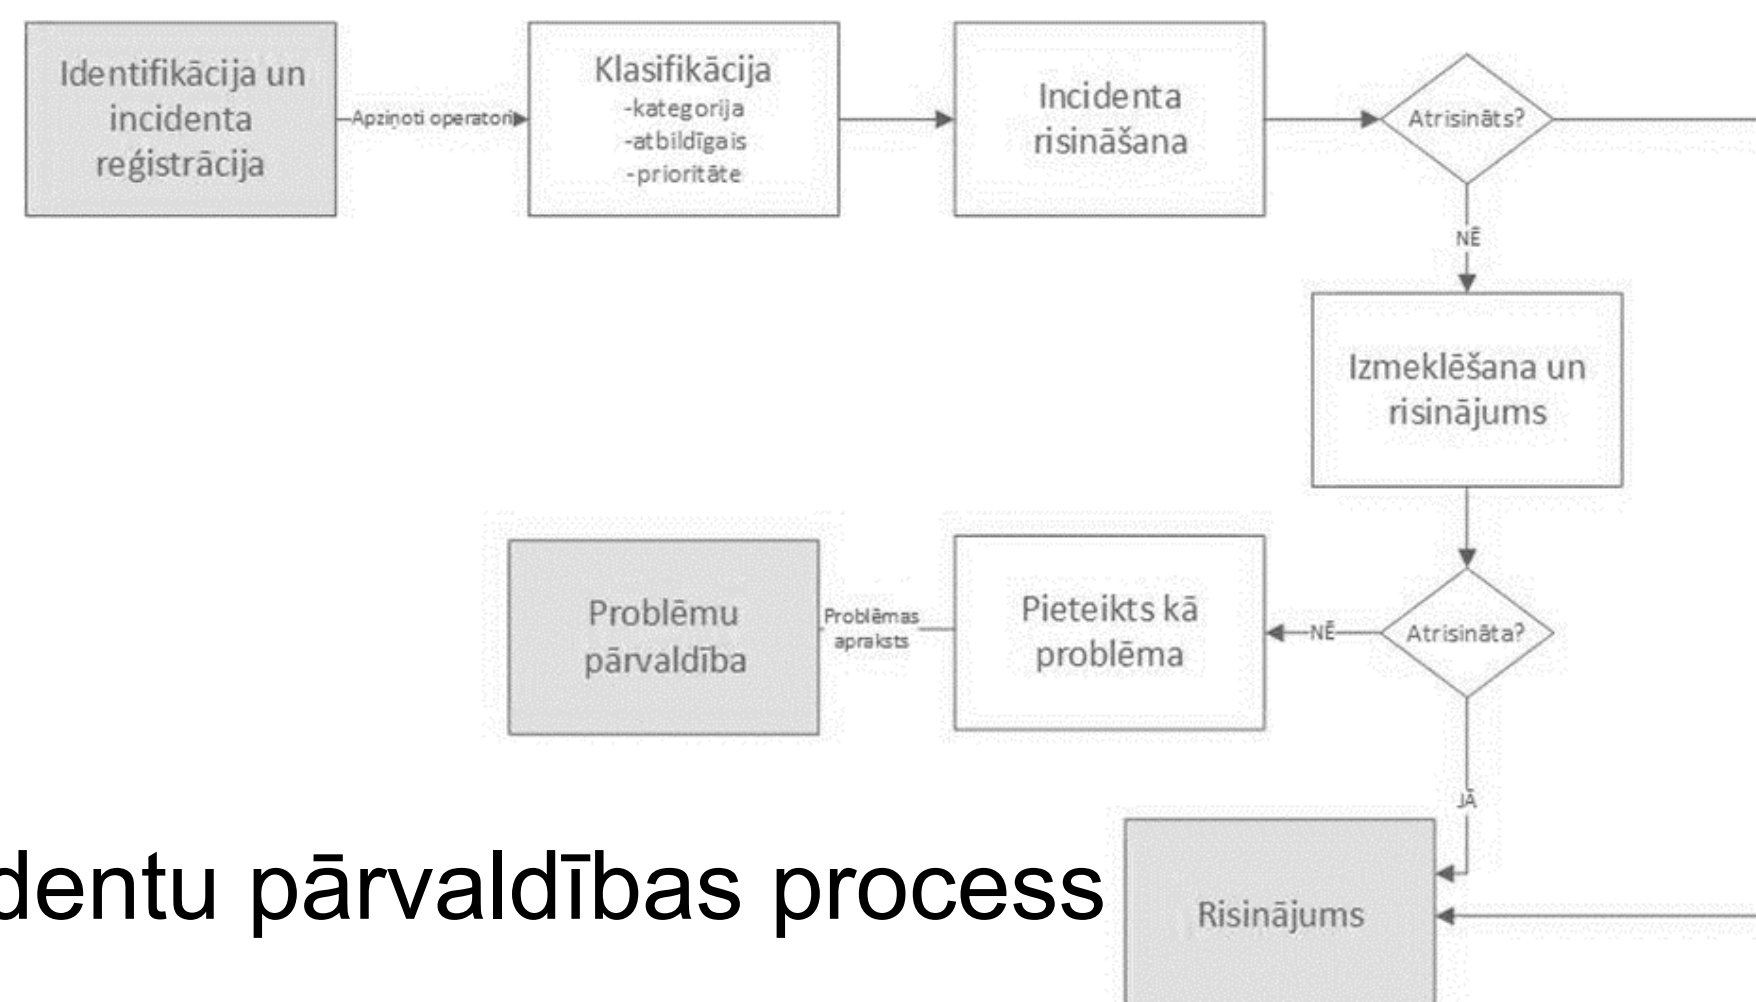 Identifikācija un
incidenta
reģistrācija
Apziņoti operatori
Klasifikācija
-kategorija
-atbildīgais
-prioritāte
Incidenta
risināšana
Atrisināts?
NĒ
Izmeklēšana un
risinājums
Problēmu
pārvaldība
Problēmas
apraksts
Pieteikts kā
problēma
NĒ
Atrisināta?
JĀ
dentu pārvaldības process
Risinājums